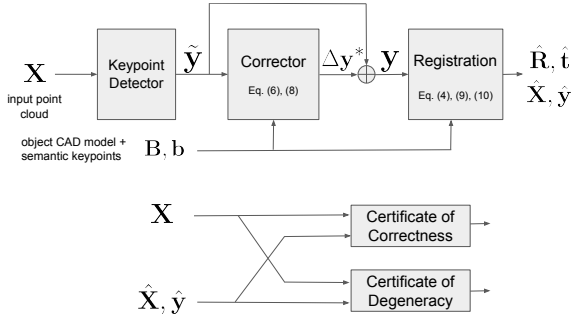 X
input point
cloud
Keypoint
Detector
ỹ
Corrector
Eq. (6), (8)
Δy*
y
Registration
Eq. (4), (9), (10)
R̂, t̂
X̂, ŷ
object CAD model +
semantic keypoints
B, b
X
Certificate of
Correctness
X̂, ŷ
Certificate of
Degeneracy